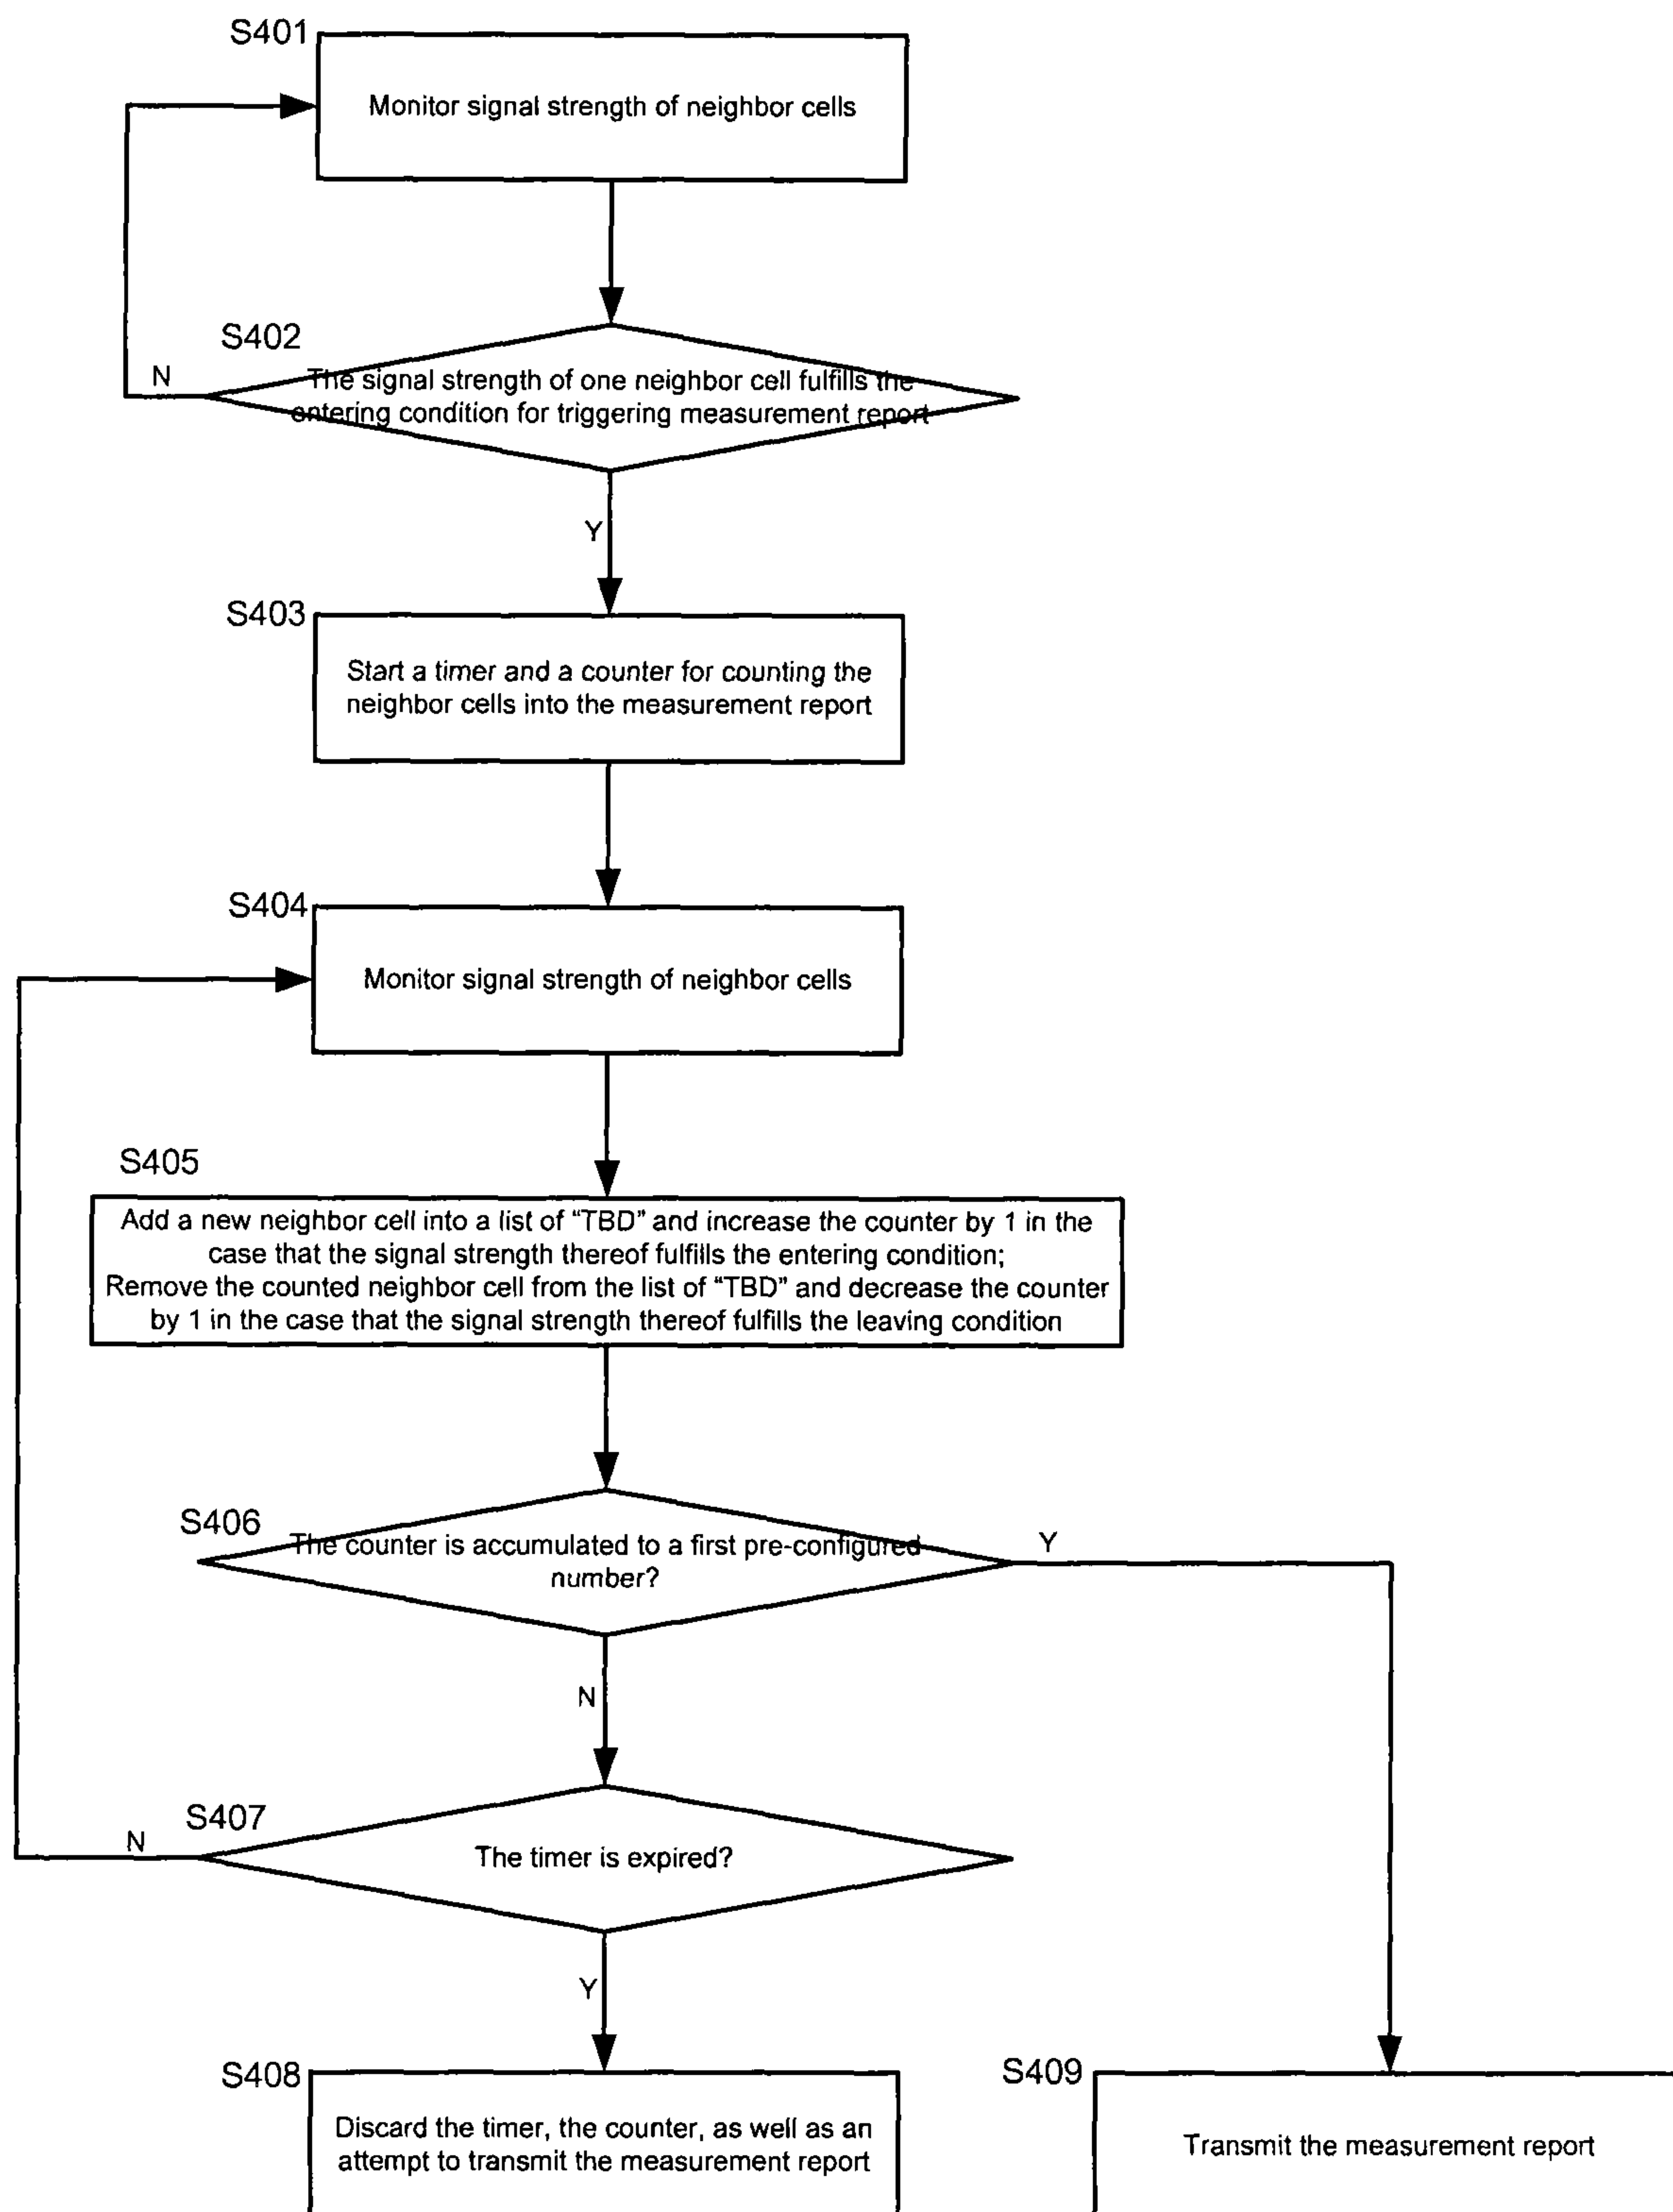 S401
Monitor signal strength of neighbor cells
S402
N
The signal strength of one neighbor cell fulfills the
entering condition for triggering measurement report
Y
S403
Start a timer and a counter for counting the
neighbor cells into the measurement report
S404
Monitor signal strength of neighbor cells
S405
Add a new neighbor cell into a list of “TBD” and increase the counter by 1 in the
case that the signal strength thereof fulfills the entering condition;
Remove the counted neighbor cell from the list of “TBD” and decrease the counter
by 1 in the case that the signal strength thereof fulfills the leaving condition
S406
The counter is accumulated to a first pre-configured
number?
Y
N
S407
N
The timer is expired?
Y
S408
Discard the timer, the counter, as well as an
attempt to transmit the measurement report
S409
Transmit the measurement report